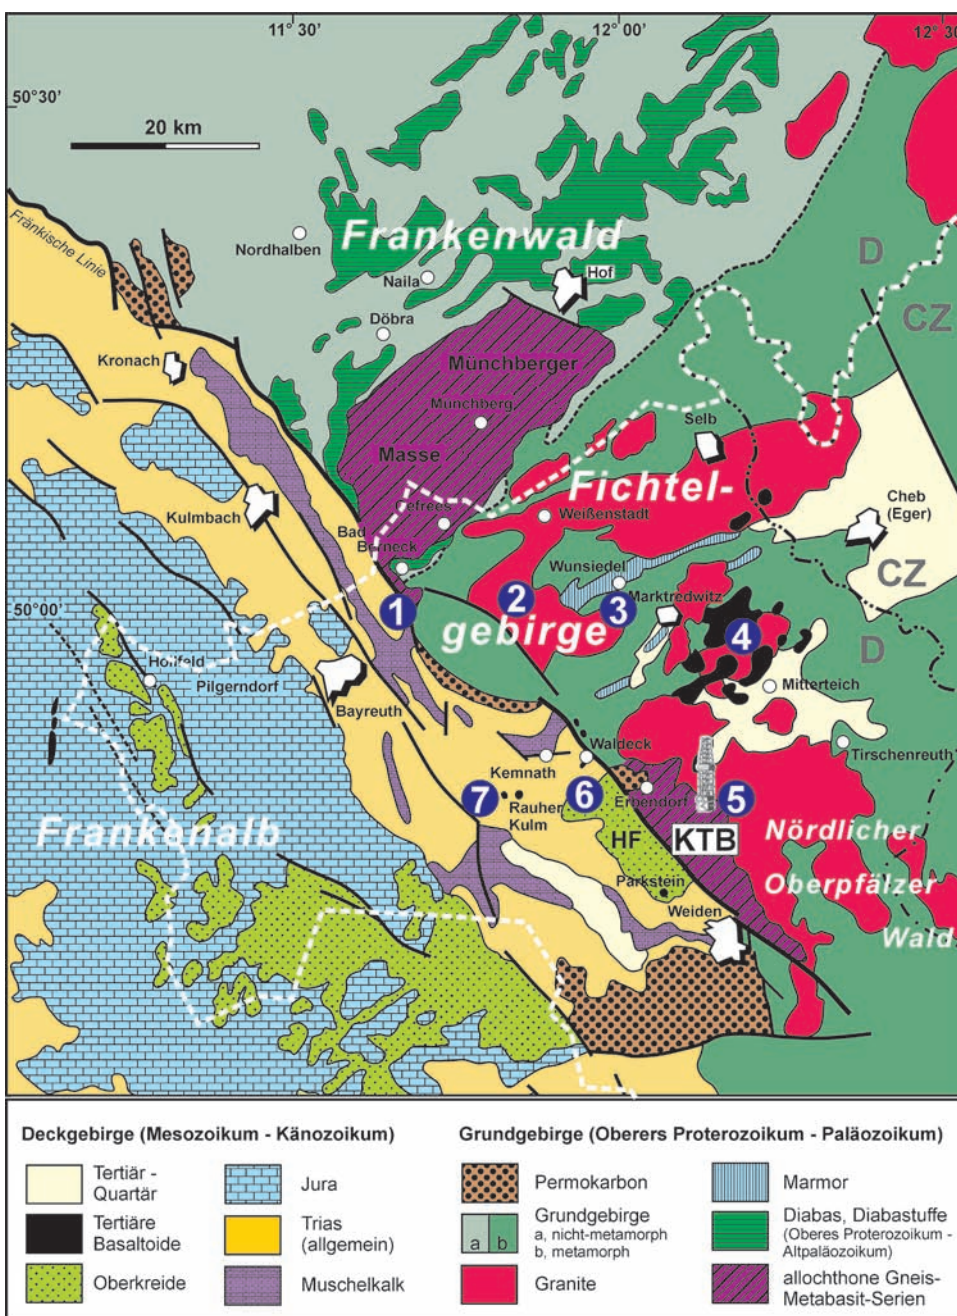 11° 30'
12° 00'
12° 30'
50°30'
20 km
Fränkische Linie
Nordhalben
Frankenwald
D
Naila
Hof
CZ
Döbra
Kronach
Münchberger
Münchberg
Selb
Masse
Fichtel-
Kulmbach
Gefrees
Weißenstadt
Cheb
(Eger)
Bad
Berneck
Wunsiedel
CZ
50°00'
1
2
3
Marktredwitz
gebirge
4
D
Hollfeld
Pilgerndorf
Mitterteich
Bayreuth
Waldeck
Tirschenreuth
Kemnath
7
Rauher
Kulm
6
Erbendorf
5
Frankenalb
HF
KTB
Nördlicher
Parkstein
Oberpfälzer
Weiden
Wald
Deckgebirge (Mesozoikum - Känozoikum)
Tertiär -
Quartär
Tertiäre
Basaltoide
Oberkreide
Jura
Trias
(allgemein)
Muschelkalk
Grundgebirge (Oberes Proterozoikum - Paläozoikum)
Permokarbon
a
b
Grundgebirge
a, nicht-metamorph
b, metamorph
Granite
Marmor
Diabas, Diabastuffe
(Oberes Proterozoikum -
Altpaläozoikum)
allochthone Gneis-
Metabasit-Serien